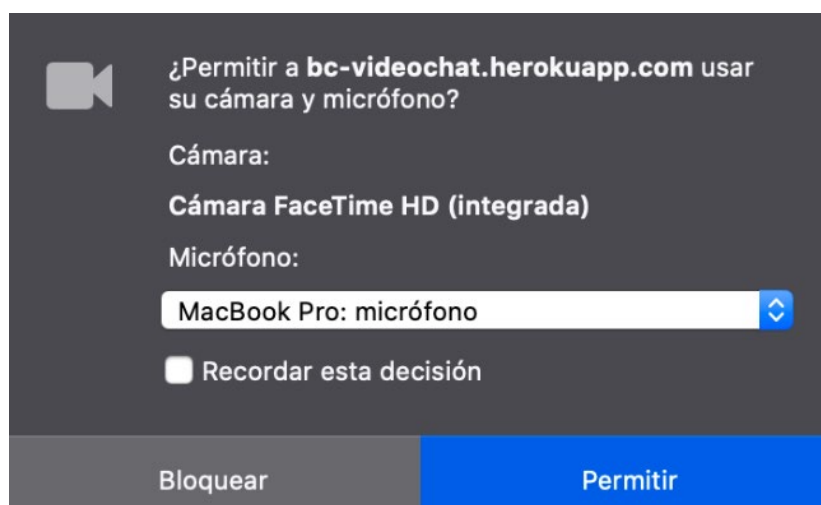 ¿Permitir a bc-videochat.herokuapp.com usar
su cámara y micrófono?
Cámara:
Cámara FaceTime HD (integrada)
Micrófono:
MacBook Pro: micrófono
Recordar esta decisión
Bloquear
Permitir